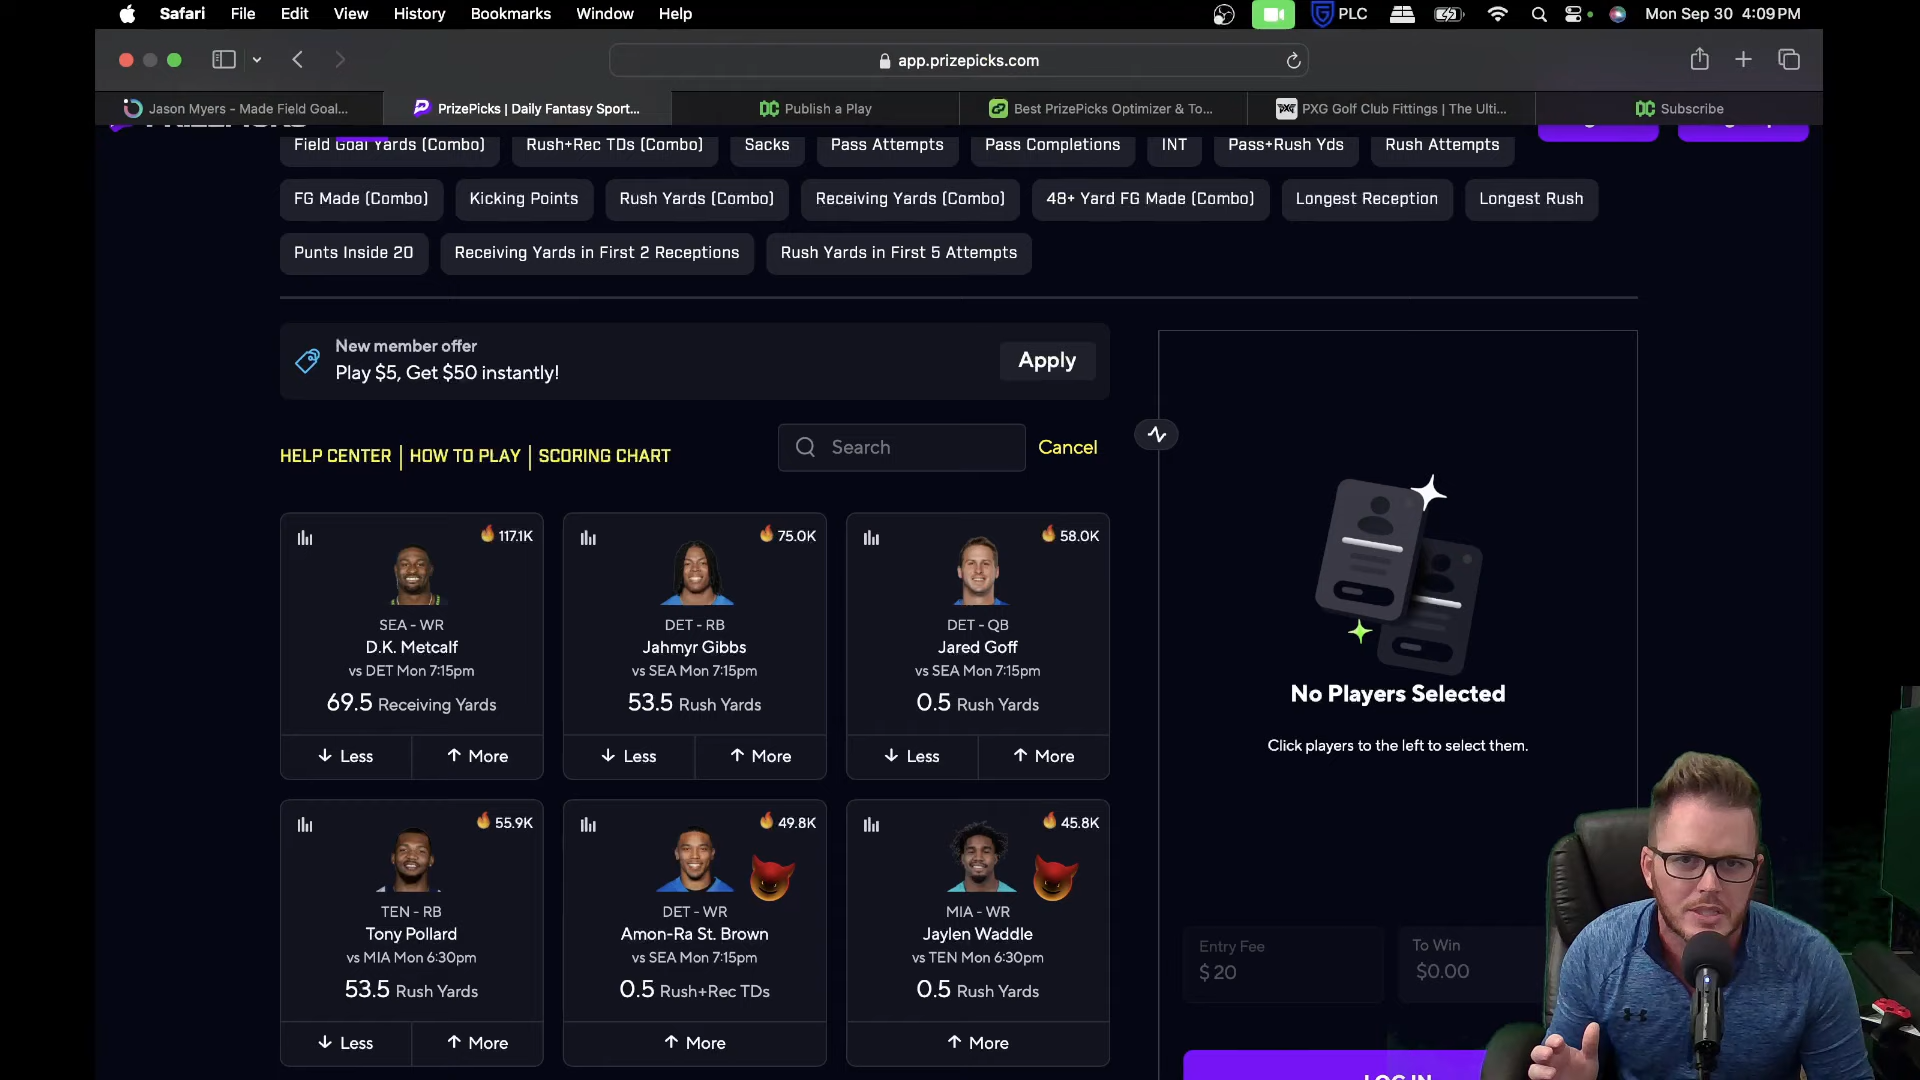 Safari File Edit View History Bookmarks Window Help PLC Mon Sep 30 4:09 PM
app.prizepicks.com
Jason Myers - Made Field Goal... PrizePicks | Daily Fantasy Sport... DC Publish a Play Best PrizePicks Optimizer & To... PXG PXG Golf Club Fittings | The Ulti... DC Subscribe
Field Goal Yards (Combo) Rush+Rec TDs (Combo) Sacks Pass Attempts Pass Completions INT Pass+Rush Yds Rush Attempts
FG Made (Combo) Kicking Points Rush Yards (Combo) Receiving Yards (Combo) 48+ Yard FG Made (Combo) Longest Reception Longest Rush
Punts Inside 20 Receiving Yards in First 2 Receptions Rush Yards in First 5 Attempts
New member offer
Play $5, Get $50 instantly!
Apply
HELP CENTER | HOW TO PLAY | SCORING CHART
Search Cancel
117.1K
SEA - WR
D.K. Metcalf
vs DET Mon 7:15pm
69.5 Receiving Yards
Less More
75.0K
DET - RB
Jahmyr Gibbs
vs SEA Mon 7:15pm
53.5 Rush Yards
Less More
58.0K
DET - QB
Jared Goff
vs SEA Mon 7:15pm
0.5 Rush Yards
Less More
55.9K
TEN - RB
Tony Pollard
vs MIA Mon 6:30pm
53.5 Rush Yards
Less More
49.8K
DET - WR
Amon-Ra St. Brown
vs SEA Mon 7:15pm
0.5 Rush+Rec TDs
More
45.8K
MIA - WR
Jaylen Waddle
vs TEN Mon 6:30pm
0.5 Rush Yards
More
No Players Selected
Click players to the left to select them.
Entry Fee
$ 20
To Win
$0.00
LOG IN